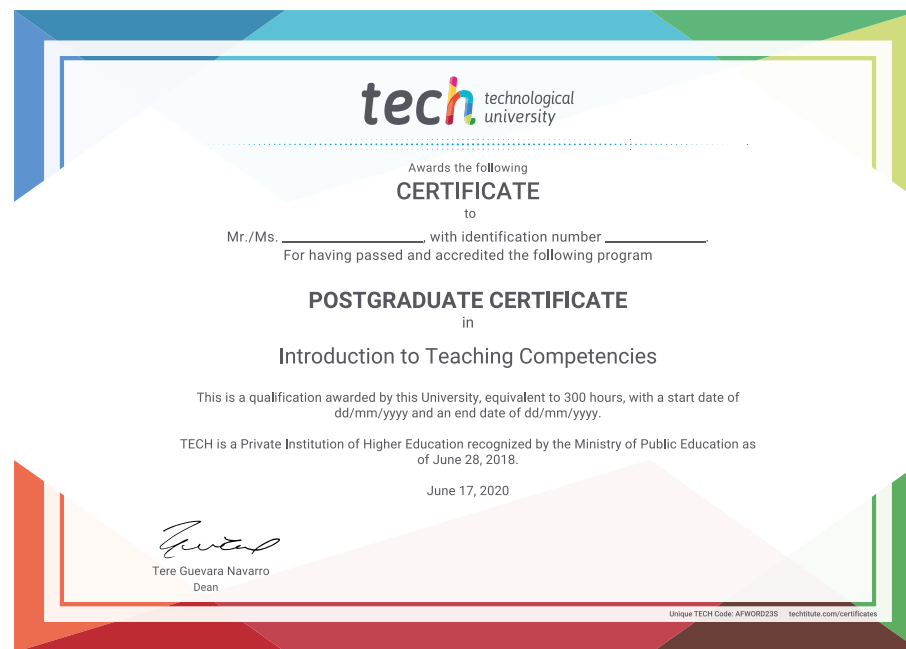 tech technological
university
Awards the following
CERTIFICATE
to
Mr./Ms. ____________________, with identification number ______________.
For having passed and accredited the following program
POSTGRADUATE CERTIFICATE
in
Introduction to Teaching Competencies
This is a qualification awarded by this University, equivalent to 300 hours, with a start date of
dd/mm/yyyy and an end date of dd/mm/yyyy.
TECH is a Private Institution of Higher Education recognized by the Ministry of Public Education as
of June 28, 2018.
June 17, 2020
Tere Guevara Navarro
Dean
Unique TECH Code: AFWORD23S techtitute.com/certificates